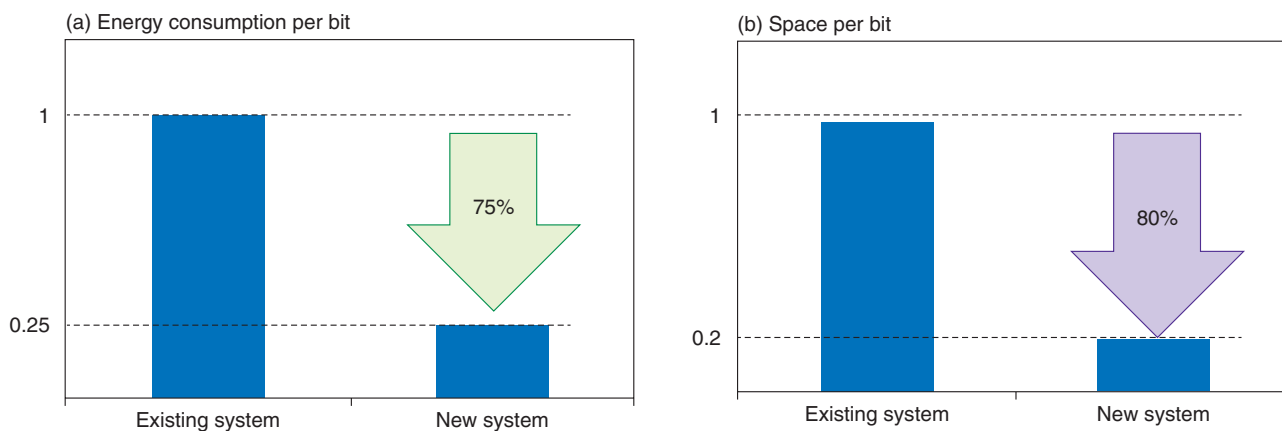 (a) Energy consumption per bit
1
75%
0.25
Existing system
New system
(b) Space per bit
1
80%
0.2
Existing system
New system